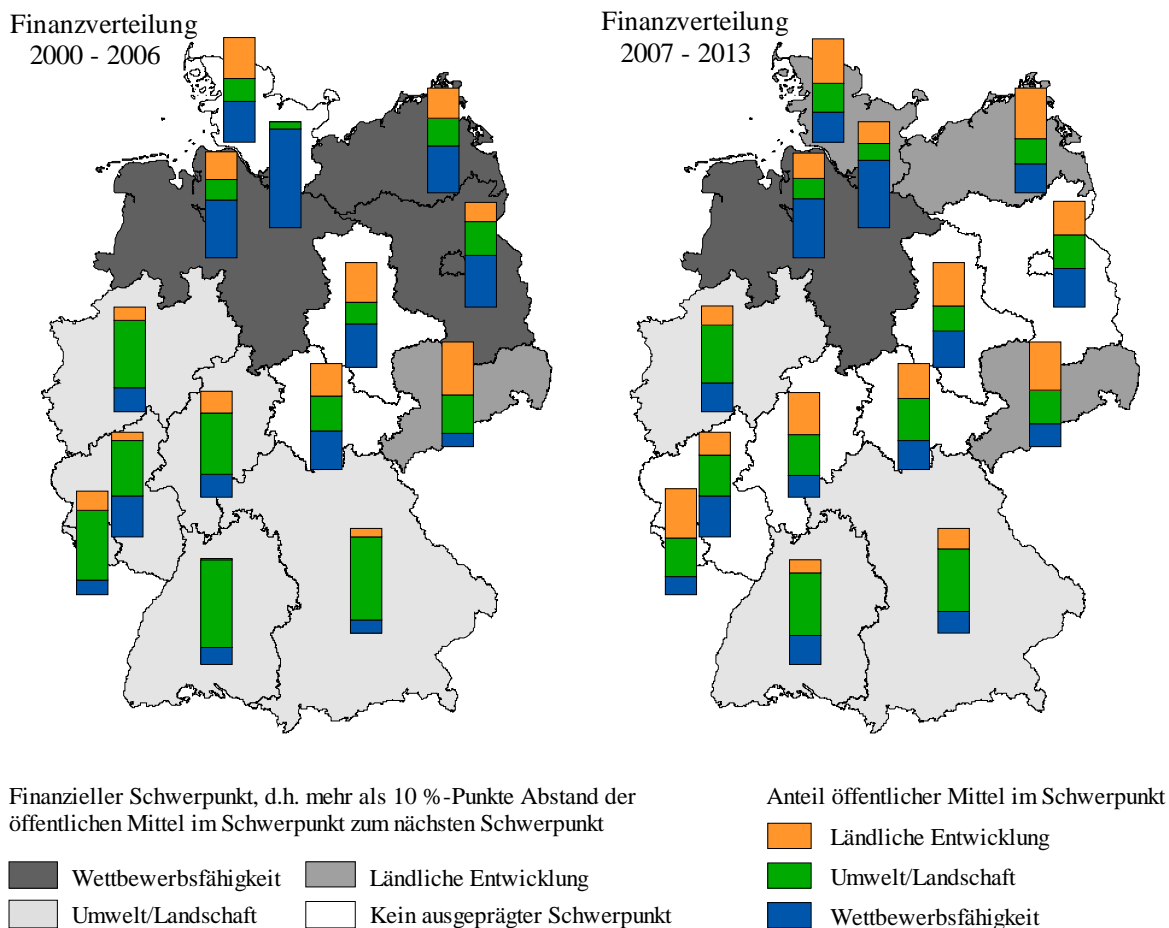 Finanzverteilung
2000 - 2006
Finanzverteilung
2007 - 2013
Finanzieller Schwerpunkt, d.h. mehr als 10 %-Punkte Abstand der
öffentlichen Mittel im Schwerpunkt zum nächsten Schwerpunkt
Wettbewerbsfähigkeit
Ländliche Entwicklung
Umwelt/Landschaft
Kein ausgeprägter Schwerpunkt
Anteil öffentlicher Mittel im Schwerpunkt
Ländliche Entwicklung
Umwelt/Landschaft
Wettbewerbsfähigkeit